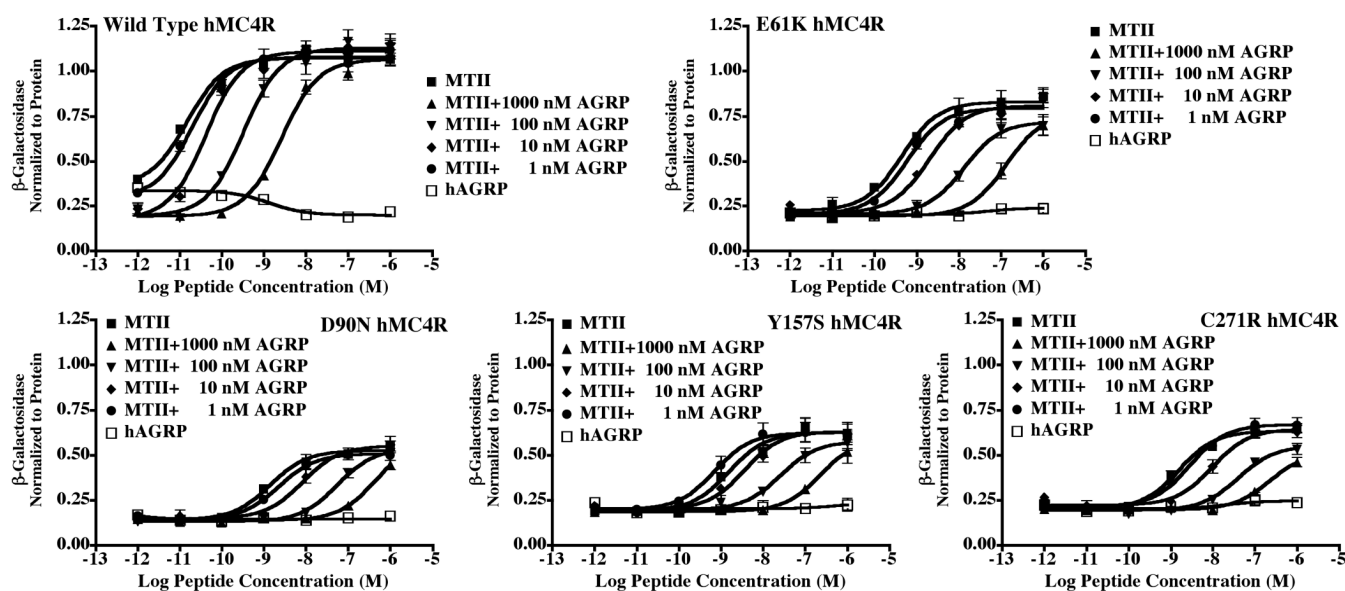 Wild Type hMC4R
β-Galactosidase
Normalized to Protein
1.25
1.00
0.75
0.50
0.25
0.00
-13 -12 -11 -10 -9 -8 -7 -6 -5
Log Peptide Concentration (M)
MTII
MTII+1000 nM AGRP
MTII+ 100 nM AGRP
MTII+ 10 nM AGRP
MTII+ 1 nM AGRP
hAGRP
E61K hMC4R
β-Galactosidase
Normalized to Protein
1.25
1.00
0.75
0.50
0.25
0.00
-13 -12 -11 -10 -9 -8 -7 -6 -5
Log Peptide Concentration (M)
MTII
MTII+1000 nM AGRP
MTII+ 100 nM AGRP
MTII+ 10 nM AGRP
MTII+ 1 nM AGRP
hAGRP
D90N hMC4R
β-Galactosidase
Normalized to Protein
1.25
1.00
0.75
0.50
0.25
0.00
-13 -12 -11 -10 -9 -8 -7 -6 -5
Log Peptide Concentration (M)
MTII
MTII+1000 nM AGRP
MTII+ 100 nM AGRP
MTII+ 10 nM AGRP
MTII+ 1 nM AGRP
hAGRP
Y157S hMC4R
β-Galactosidase
Normalized to Protein
1.25
1.00
0.75
0.50
0.25
0.00
-13 -12 -11 -10 -9 -8 -7 -6 -5
Log Peptide Concentration (M)
MTII
MTII+1000 nM AGRP
MTII+ 100 nM AGRP
MTII+ 10 nM AGRP
MTII+ 1 nM AGRP
hAGRP
C271R hMC4R
β-Galactosidase
Normalized to Protein
1.25
1.00
0.75
0.50
0.25
0.00
-13 -12 -11 -10 -9 -8 -7 -6 -5
Log Peptide Concentration (M)
MTII
MTII+1000 nM AGRP
MTII+ 100 nM AGRP
MTII+ 10 nM AGRP
MTII+ 1 nM AGRP
hAGRP